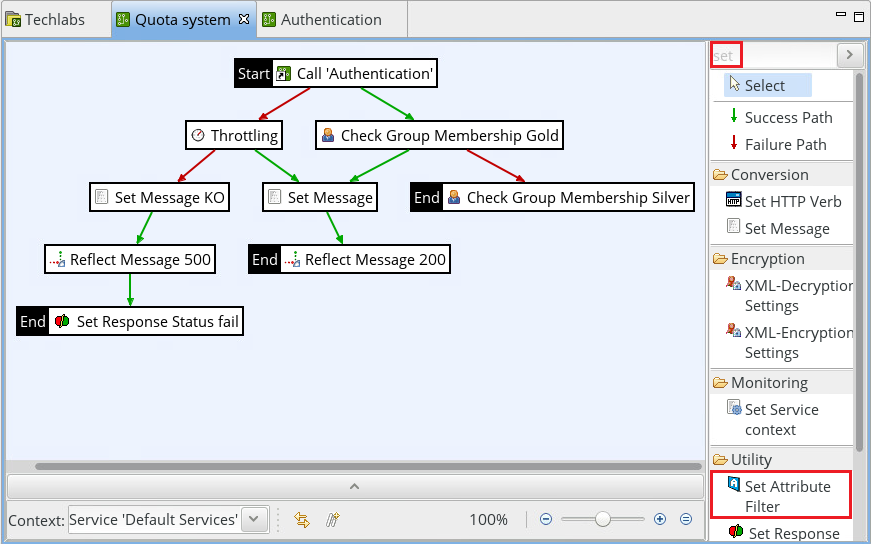 Techlabs
Quota system
Authentication
set
Start Call 'Authentication'
Throttling
Check Group Membership Gold
Set Message KO
Set Message
End Check Group Membership Silver
Reflect Message 500
End Reflect Message 200
End Set Response Status fail
Select
Success Path
Failure Path
Conversion
HTTP Set HTTP Verb
Set Message
Encryption
XML-Decryption
Settings
XML-Encryption
Settings
Monitoring
Set Service
context
Utility
Set Attribute
Filter
Set Response
Context: Service 'Default Services'
100%